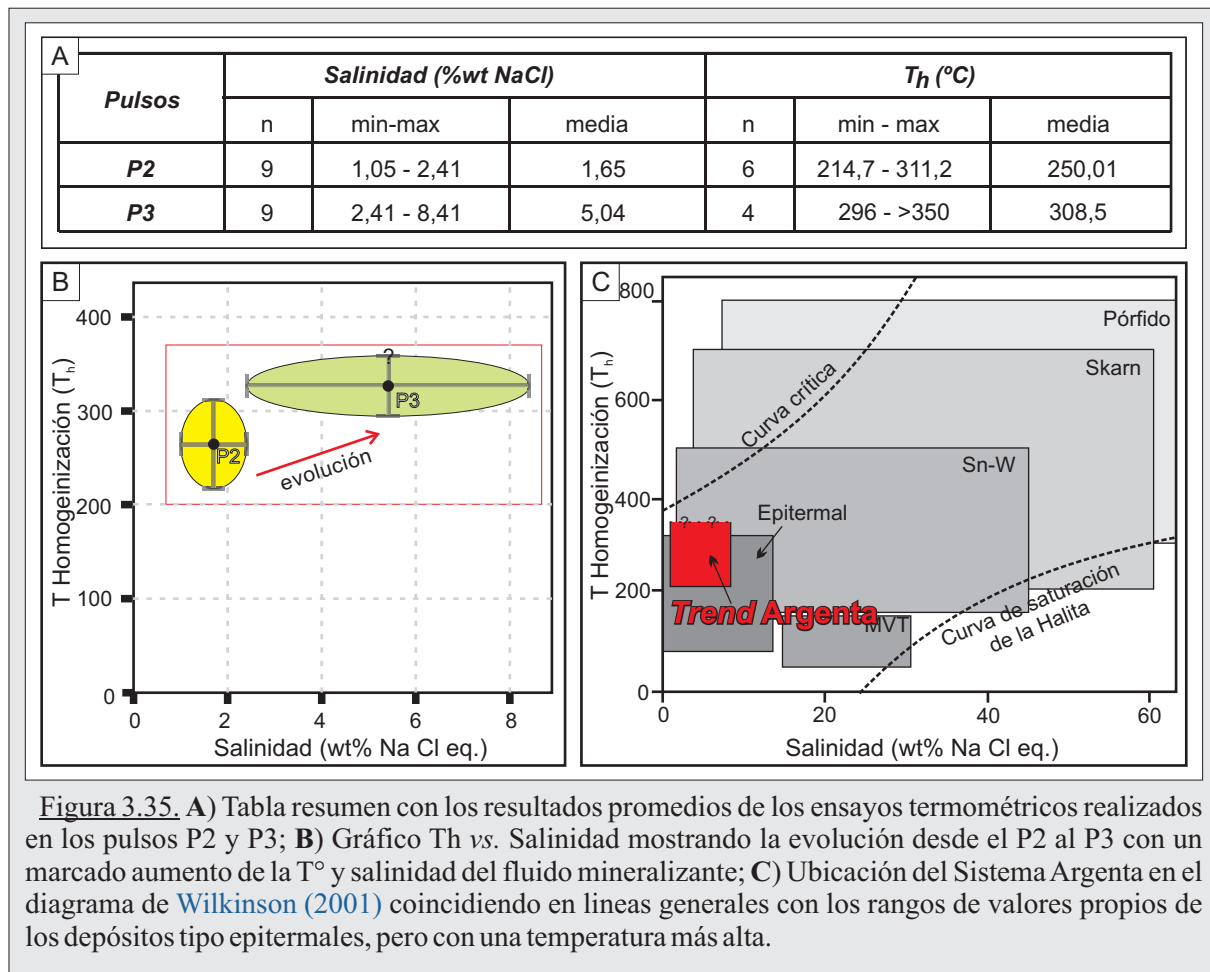 A
Pulsos
Salinidad (%wt NaCl)
Th (ºC)
n
min-max
media
n
min - max
media
P2
9
1,05 - 2,41
1,65
6
214,7 - 311,2
250,01
P3
9
2,41 - 8,41
5,04
4
296 - >350
308,5
B
T Homogeinización (Th)
400
300
200
100
0
?
P3
P2
evolución
0
2
4
6
8
Salinidad (wt% Na Cl eq.)
C
T Homogeinización (Th)
800
600
400
200
0
Pórfido
Skarn
Curva crítica
Sn-W
Epitermal
? ?
Trend Argenta
MVT
Curva de saturación
de la Halita
0
20
40
60
Salinidad (wt% Na Cl eq.)
Figura 3.35. A) Tabla resumen con los resultados promedios de los ensayos termométricos realizados
en los pulsos P2 y P3; B) Gráfico Th vs. Salinidad mostrando la evolución desde el P2 al P3 con un
marcado aumento de la T° y salinidad del fluido mineralizante; C) Ubicación del Sistema Argenta en el
diagrama de Wilkinson (2001) coincidiendo en lineas generales con los rangos de valores propios de
los depósitos tipo epitermales, pero con una temperatura más alta.